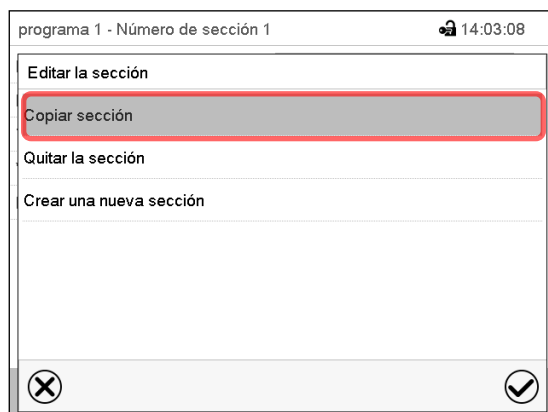 programa 1 - Número de sección 1 14:03:08
Editar la sección
Copiar sección
Quitar la sección
Crear una nueva sección